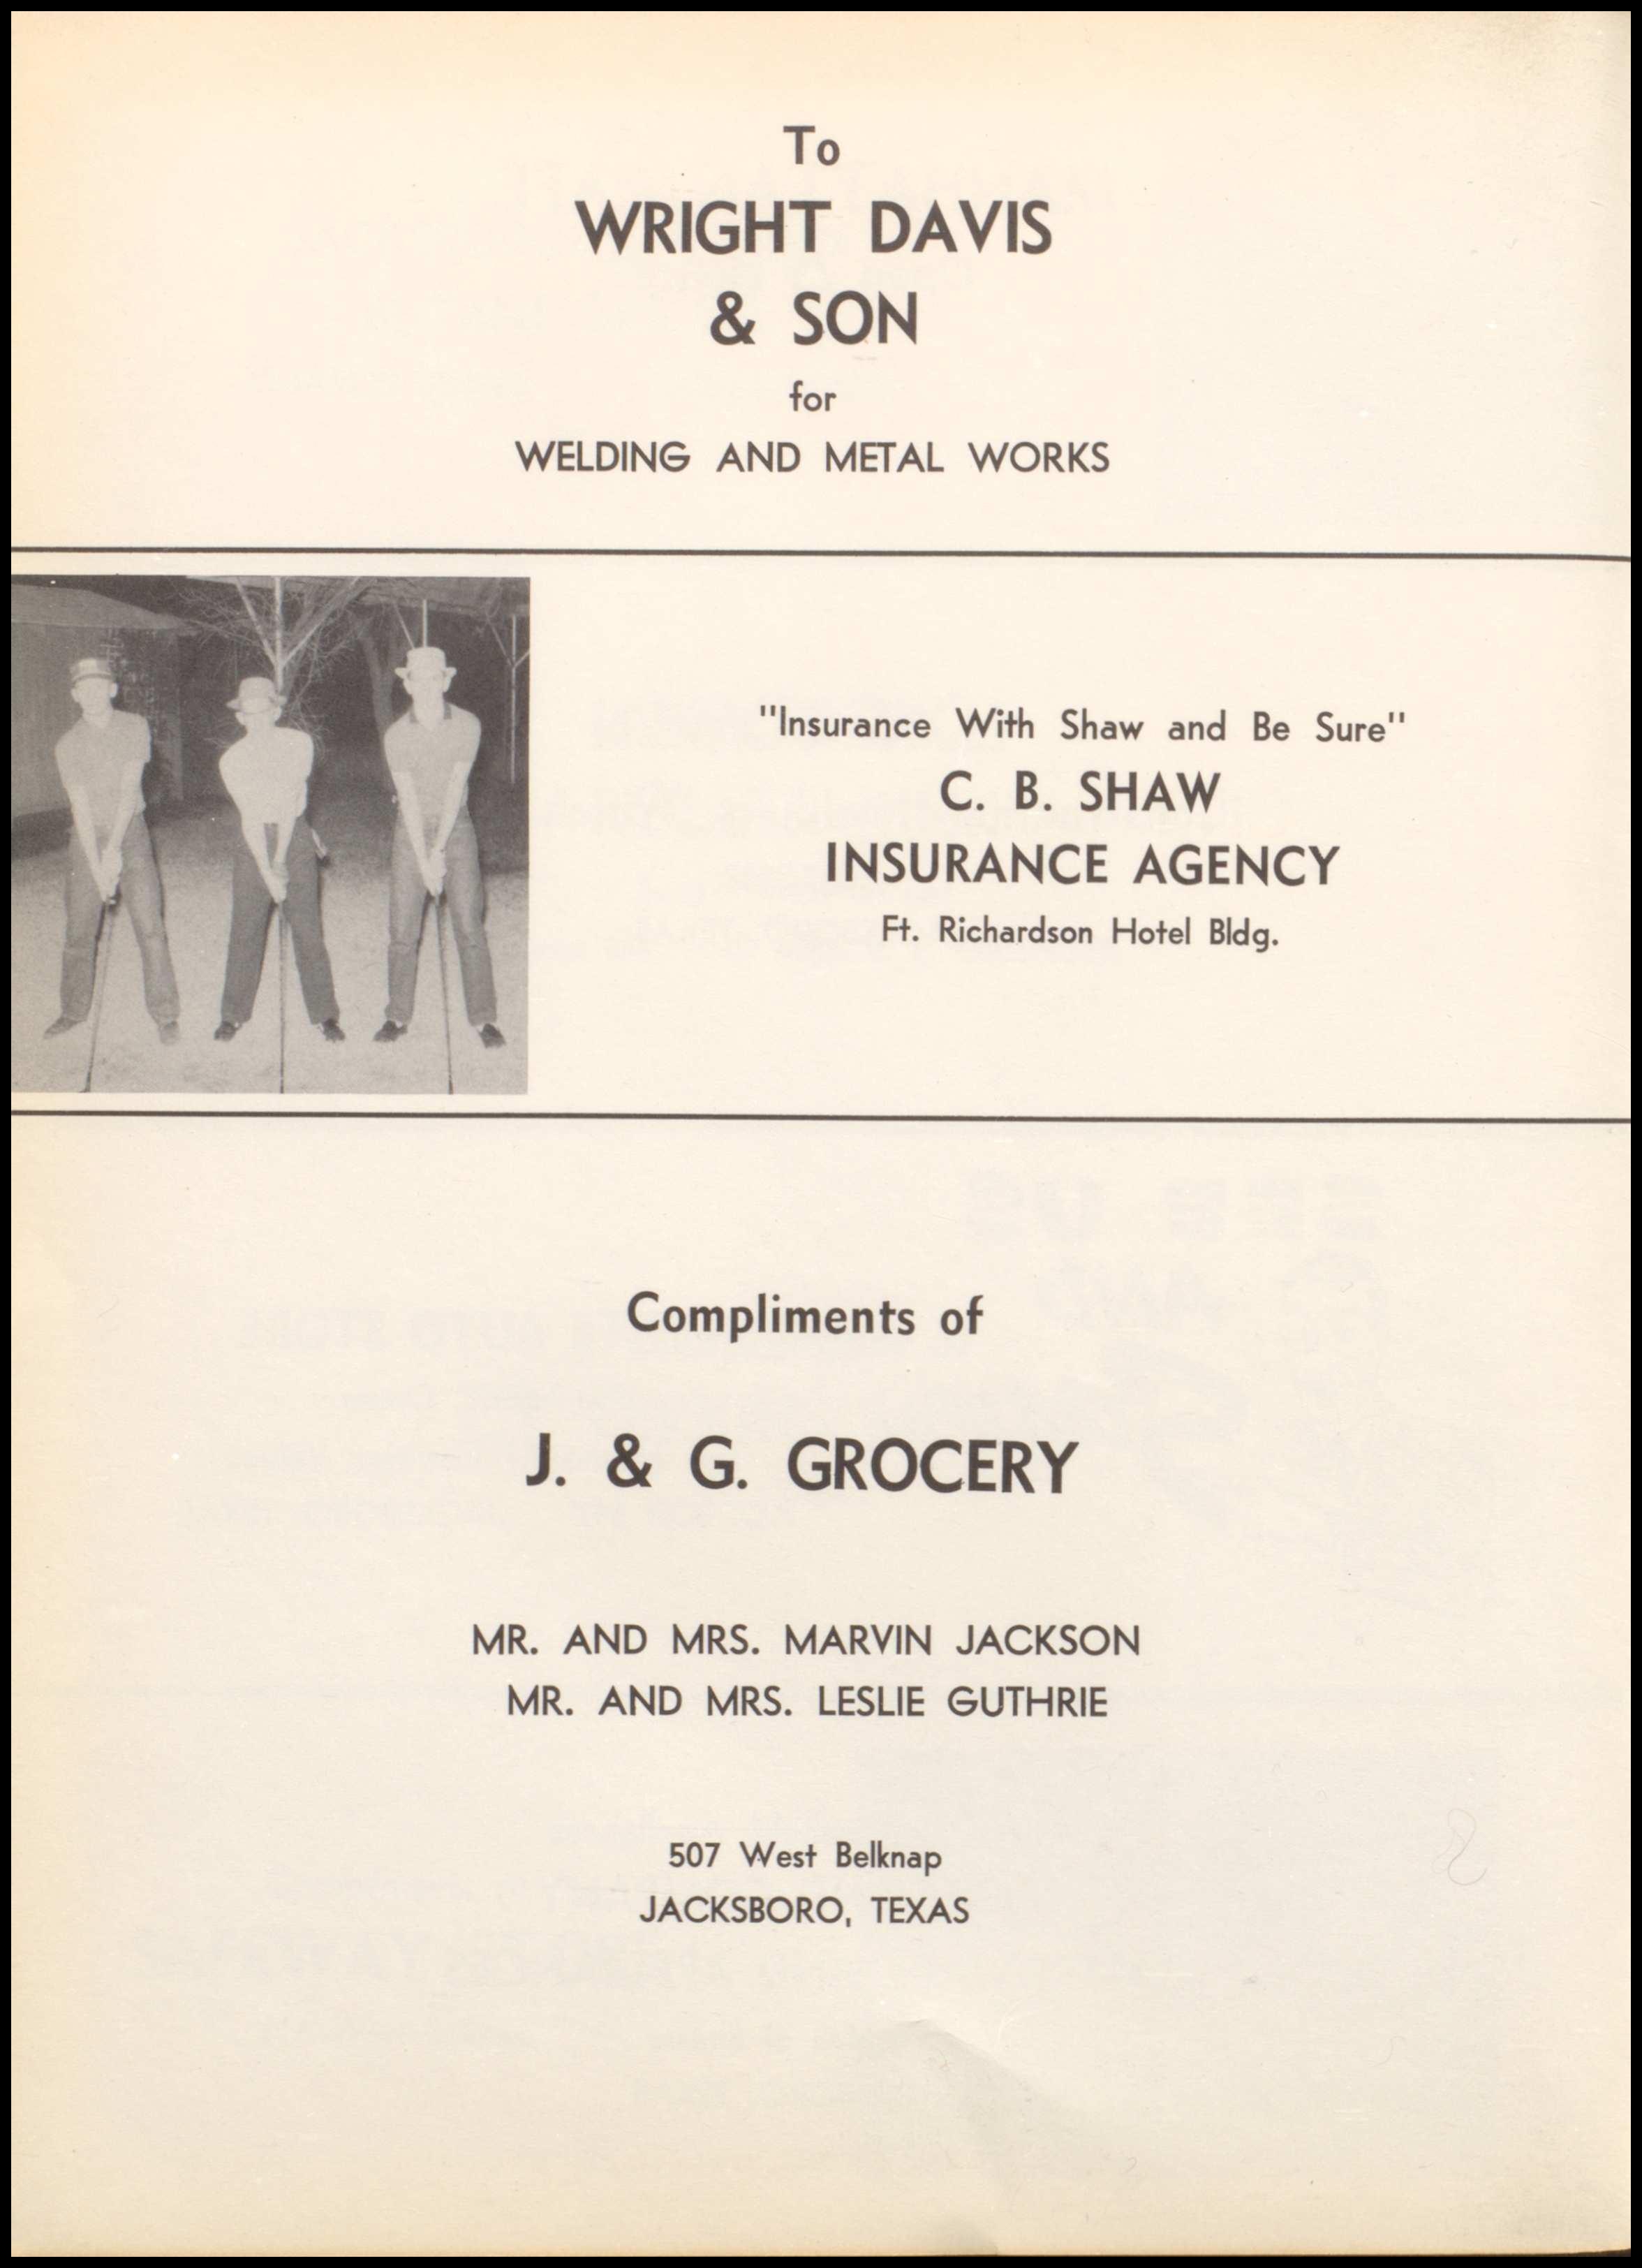 To
WRIGHT DAVIS
& SON
for
WELDING AND METAL WORKS
"Insurance With Shaw and Be Sure"
C. B. SHAW
INSURANCE AGENCY
Ft. Richardson Hotel Bldg.
Compliments of
J. & G. GROCERY
MR. AND MRS. MARVIN JACKSON
MR. AND MRS. LESLIE GUTHRIE
507 West Belknap
JACKSBORO, TEXAS